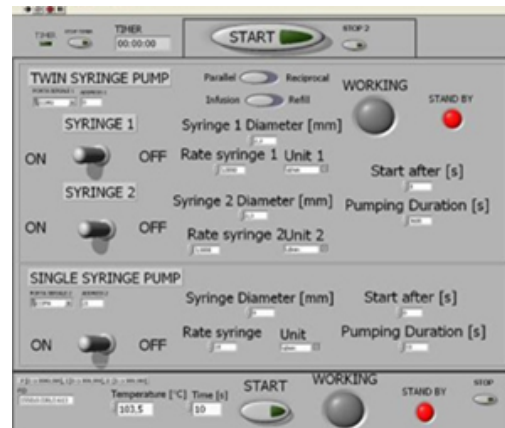 TIMER
TIMER
00:00:00
START
STOP 2
TWIN SYRINGE PUMP
Parallel Reciprocal
Infusion Refill
WORKING
STAND BY
SYRINGE 1
ON OFF
Syringe 1 Diameter [mm]
Rate syringe 1 Unit 1
Start after [s]
SYRINGE 2
ON OFF
Syringe 2 Diameter [mm]
Pumping Duration [s]
Rate syringe 2 Unit 2
SINGLE SYRINGE PUMP
ON OFF
Syringe Diameter [mm]
Start after [s]
Rate syringe Unit
Pumping Duration [s]
Temperature [°C] Time [s]
103,5 10
START
WORKING
STAND BY
STOP